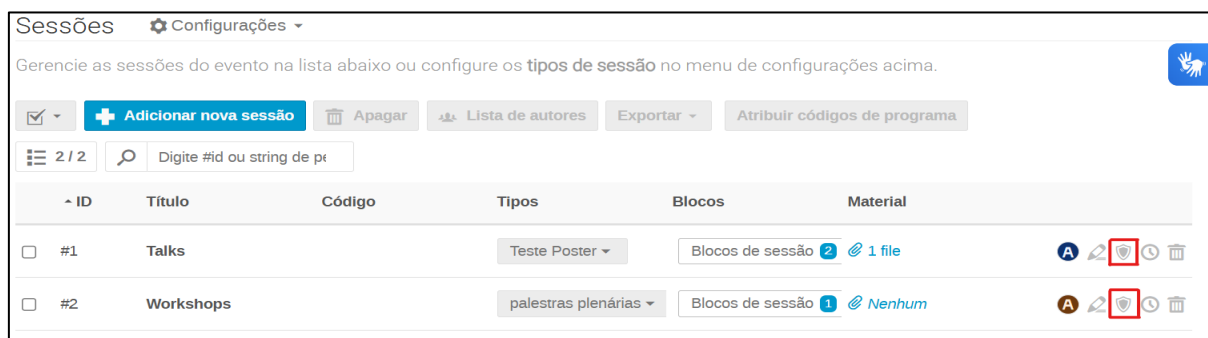 Sessões Configurações
Gerencie as sessões do evento na lista abaixo ou configure os tipos de sessão no menu de configurações acima.
Adicionar nova sessão Apagar Lista de autores Exportar Atribuir códigos de programa
2 / 2 Digite #id ou string de pe
ID Título Código Tipos Blocos Material
#1 Talks Teste Poster Blocos de sessão 2 1 file A
#2 Workshops palestras plenárias Blocos de sessão 1 Nenhum A